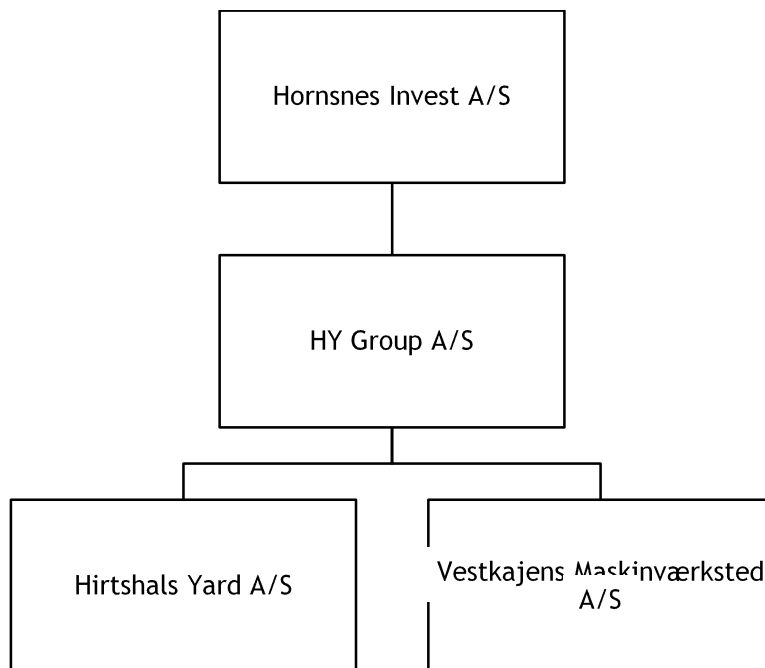 Hornsnes Invest A/S
HY Group A/S
Hirtshals Yard A/S
Vestkajens Maskinværksted
A/S